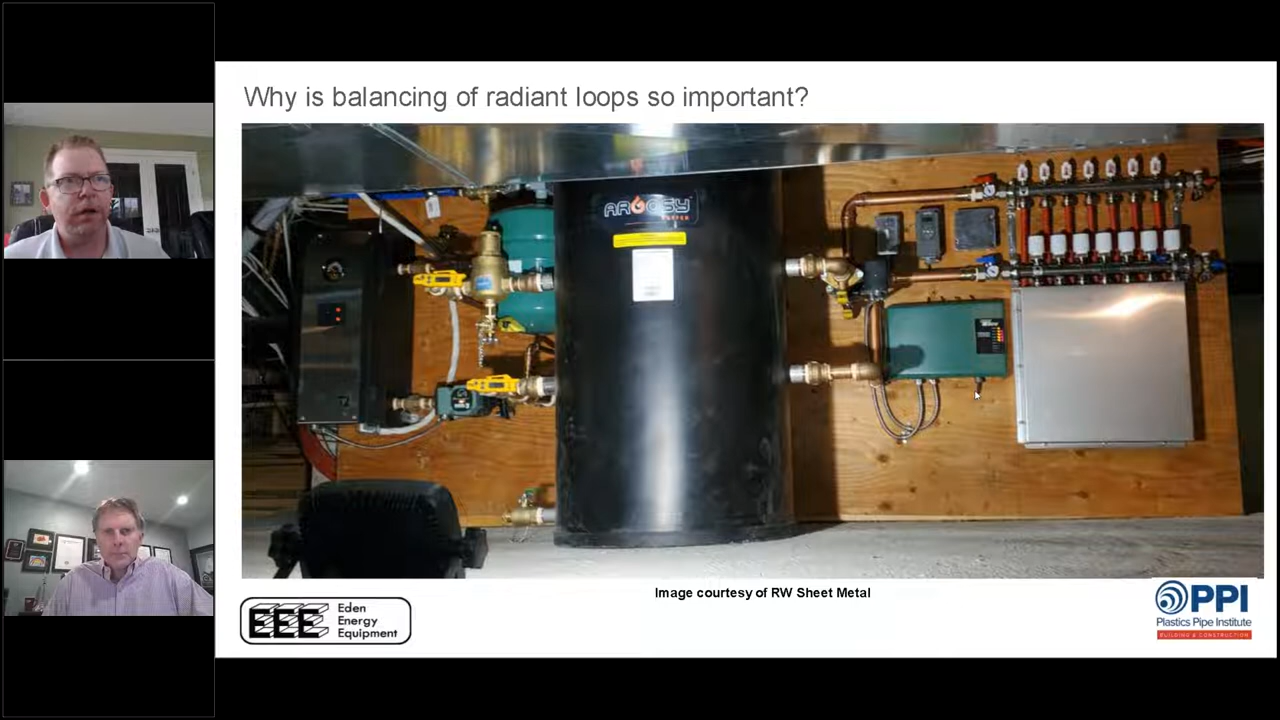 Why is balancing of radiant loops so important?
ARGOSY
Image courtesy of RW Sheet Metal
EEE
Eden
Energy
Equipment
PPI
Plastics Pipe Institute
BUILDING & CONSTRUCTION